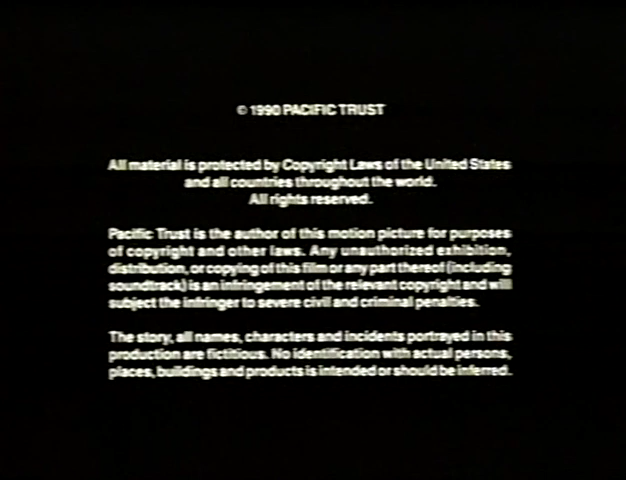 © 1990 PACIFIC TRUST
All material is protected by Copyright Laws of the United States
and all countries throughout the world.
All rights reserved.
Pacific Trust is the author of this motion picture for purposes
of copyright and other laws. Any unauthorized exhibition,
distribution, or copying of this film or any part thereof (including
soundtrack) is an infringement of the relevant copyright and will
subject the infringer to severe civil and criminal penalties.
The story, all names, characters and incidents portrayed in this
production are fictitious. No identification with actual persons,
places, buildings and products is intended or should be inferred.